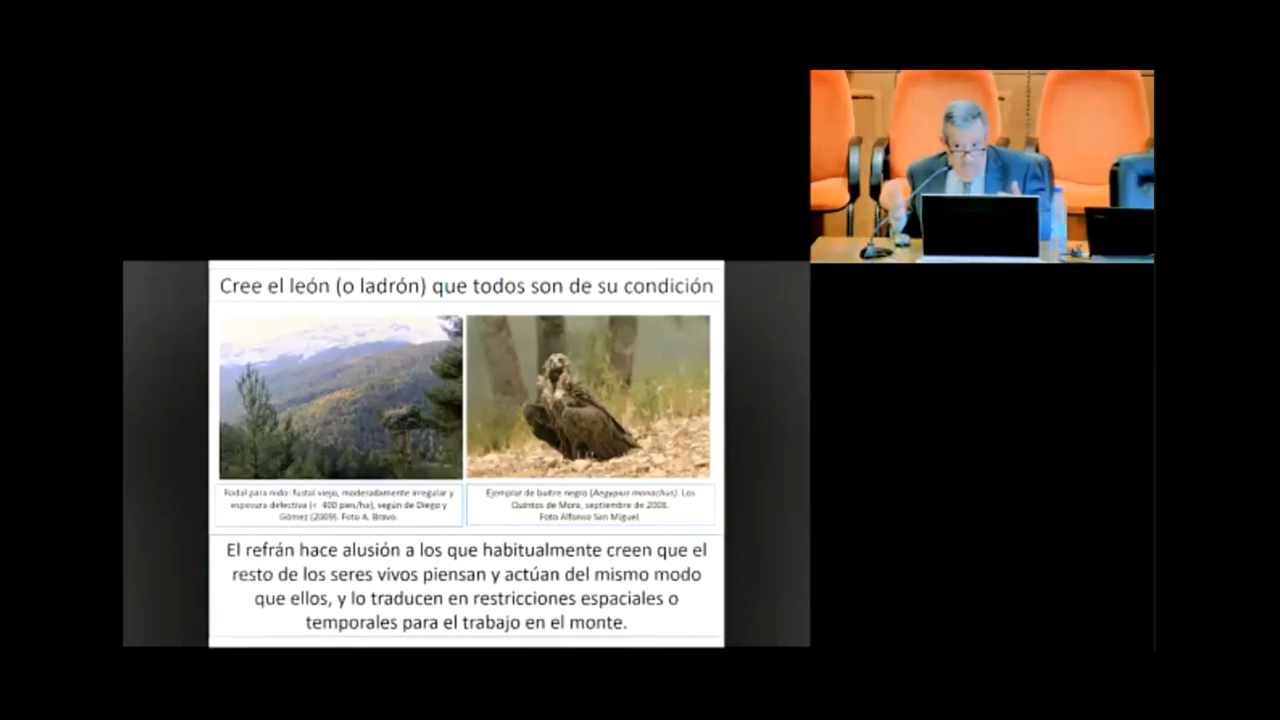 Cree el león (o ladrón) que todos son de su condición
Rodal para nido: fustal viejo, moderadamente irregular y
espesura defectiva (< 400 pies/ha), según de Diego y
Gómez (2009). Foto A. Bravo.
Ejemplar de buitre negro (Aegypius monachus). Los
Quintos de Mora, septiembre de 2008.
Foto Alfonso San Miguel.
El refrán hace alusión a los que habitualmente creen que el
resto de los seres vivos piensan y actúan del mismo modo
que ellos, y lo traducen en restricciones espaciales o
temporales para el trabajo en el monte.